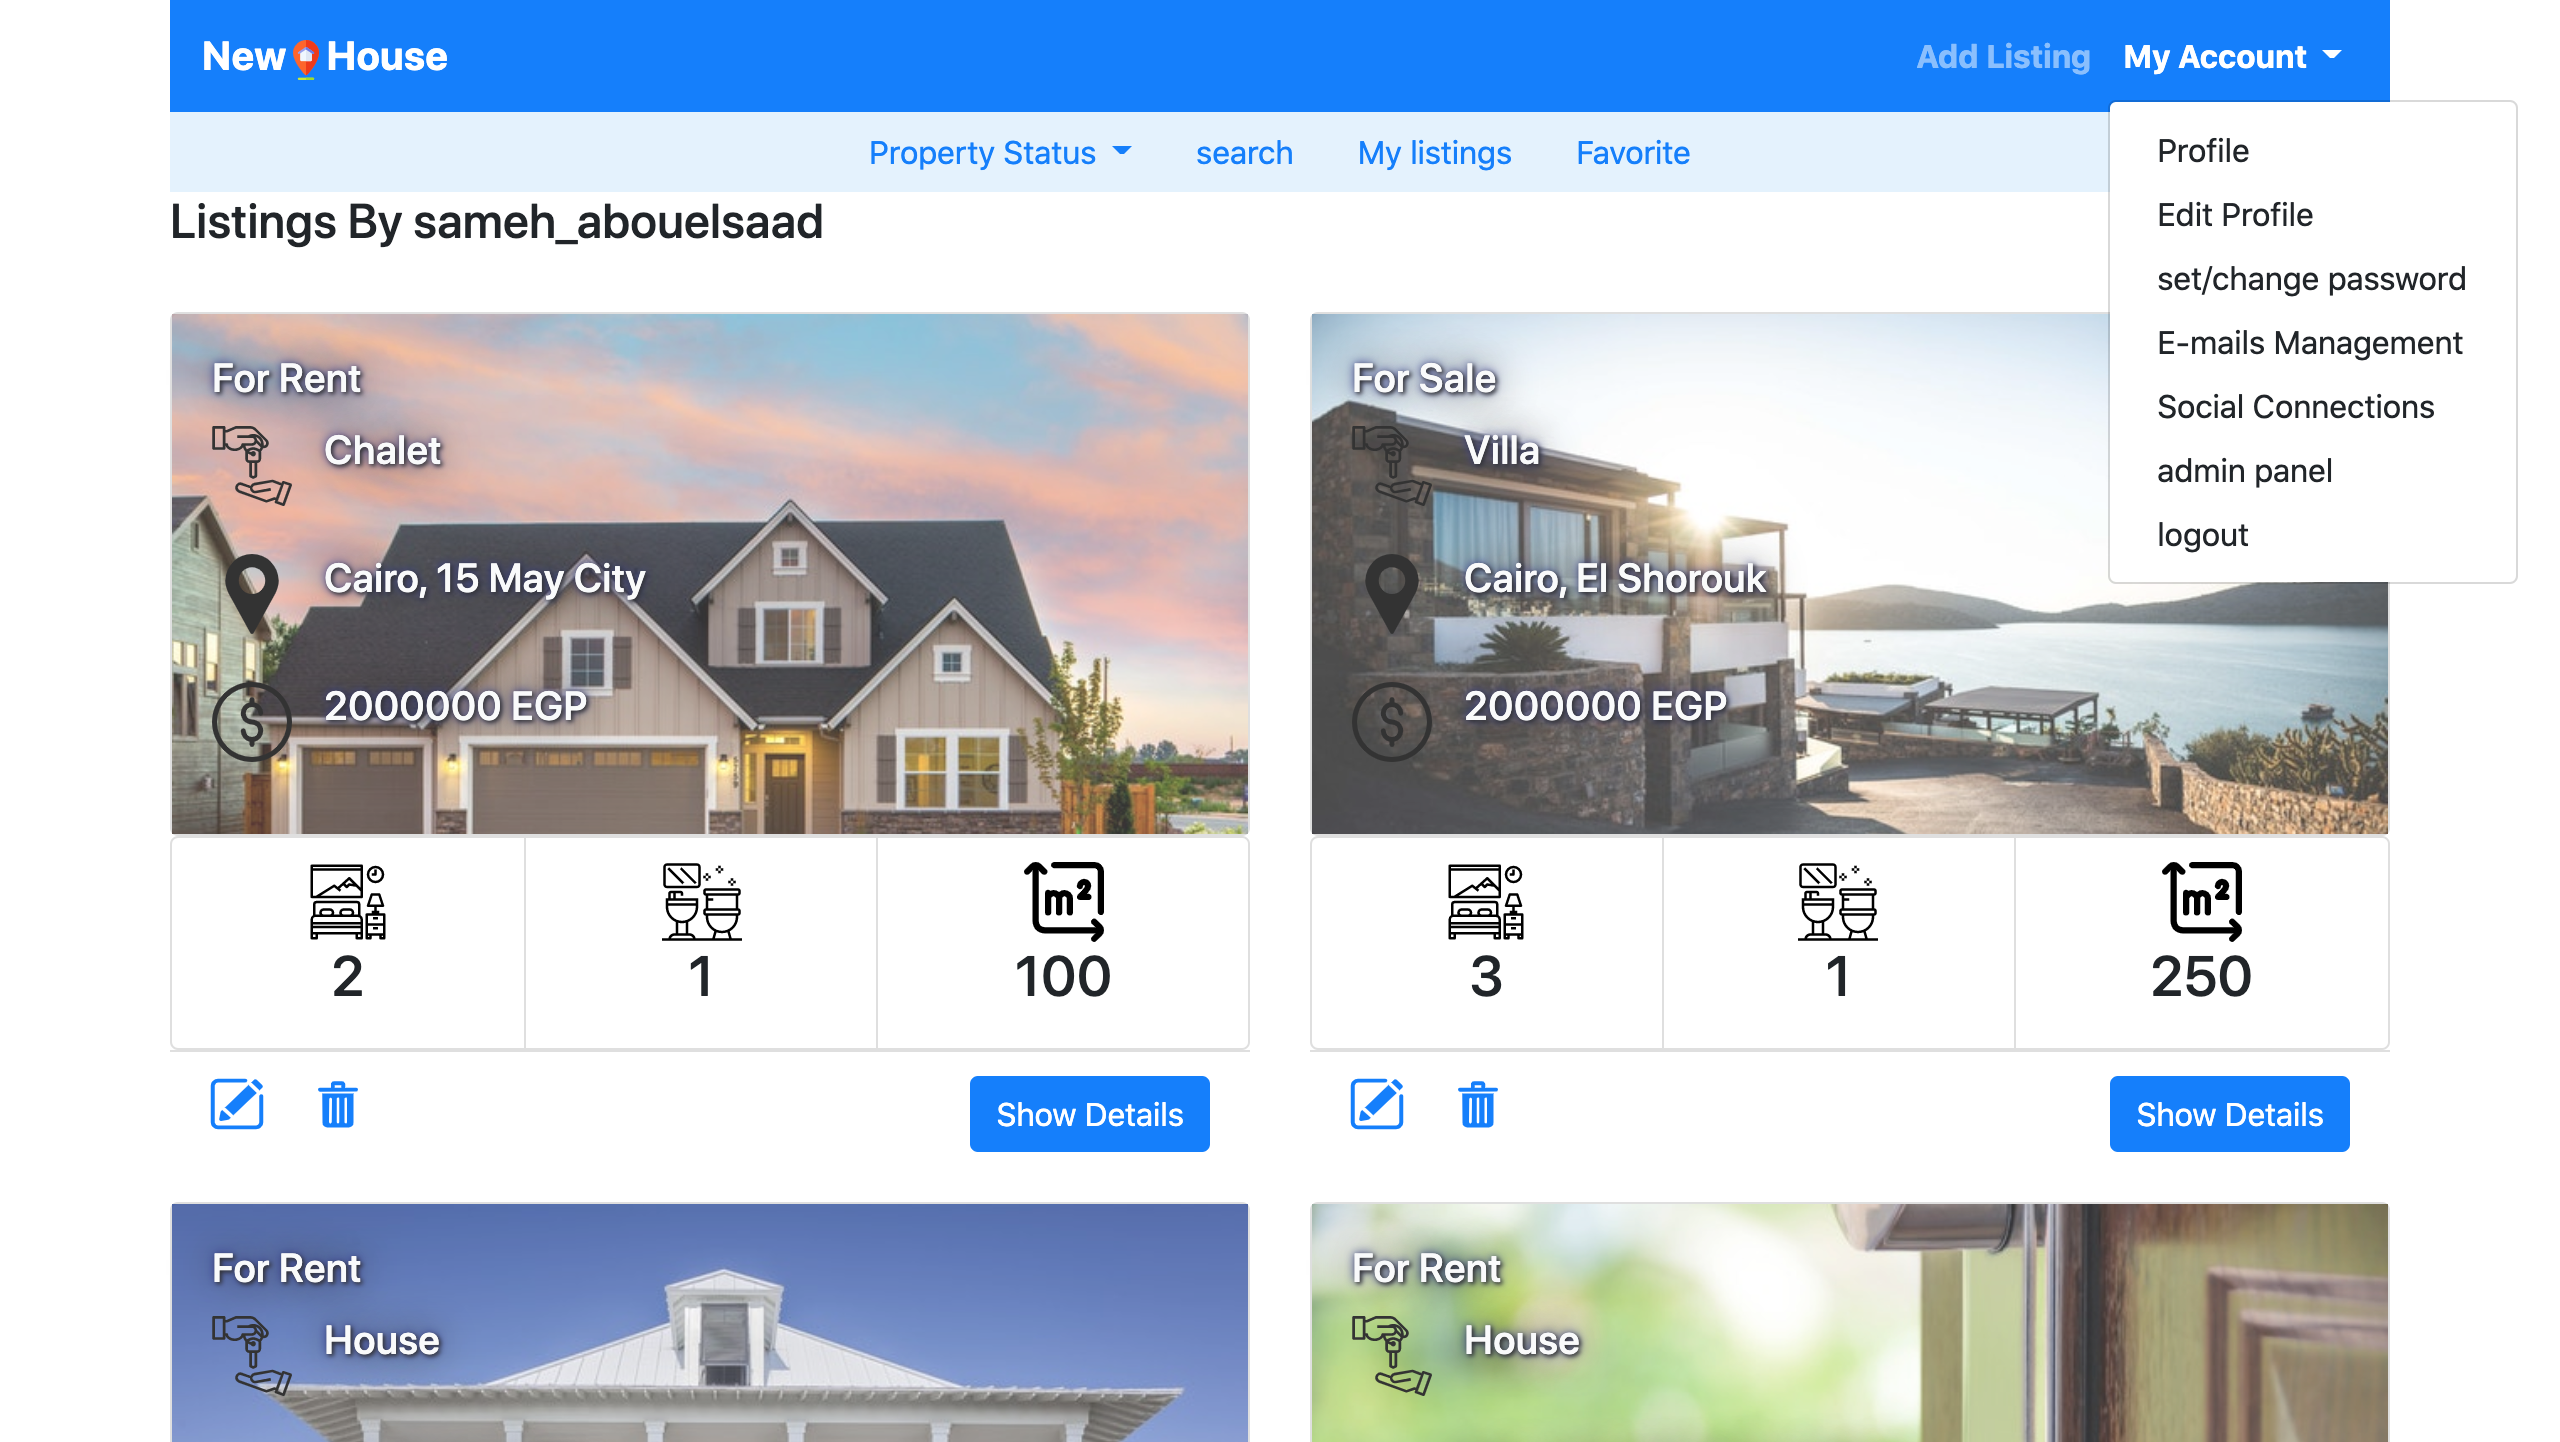 New House
Add Listing
My Account
Property Status
search
My listings
Favorite
Profile
Edit Profile
set/change password
E-mails Management
Social Connections
admin panel
logout
Listings By sameh_abouelsaad
For Rent
Chalet
Cairo, 15 May City
$
2000000 EGP
m²
2
1
100
Show Details
For Sale
Villa
Cairo, El Shorouk
$
2000000 EGP
m²
3
1
250
Show Details
For Rent
House
For Rent
House